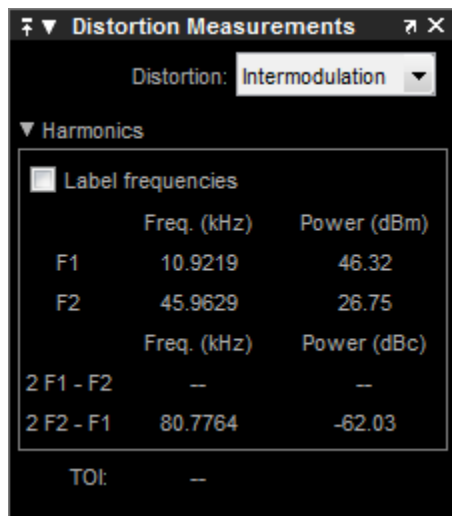 Distortion Measurements
Distortion: Intermodulation
Harmonics
Label frequencies
Freq. (kHz) Power (dBm)
F1 10.9219 46.32
F2 45.9629 26.75
Freq. (kHz) Power (dBc)
2 F1 - F2 -- --
2 F2 - F1 80.7764 -62.03
TOI: --